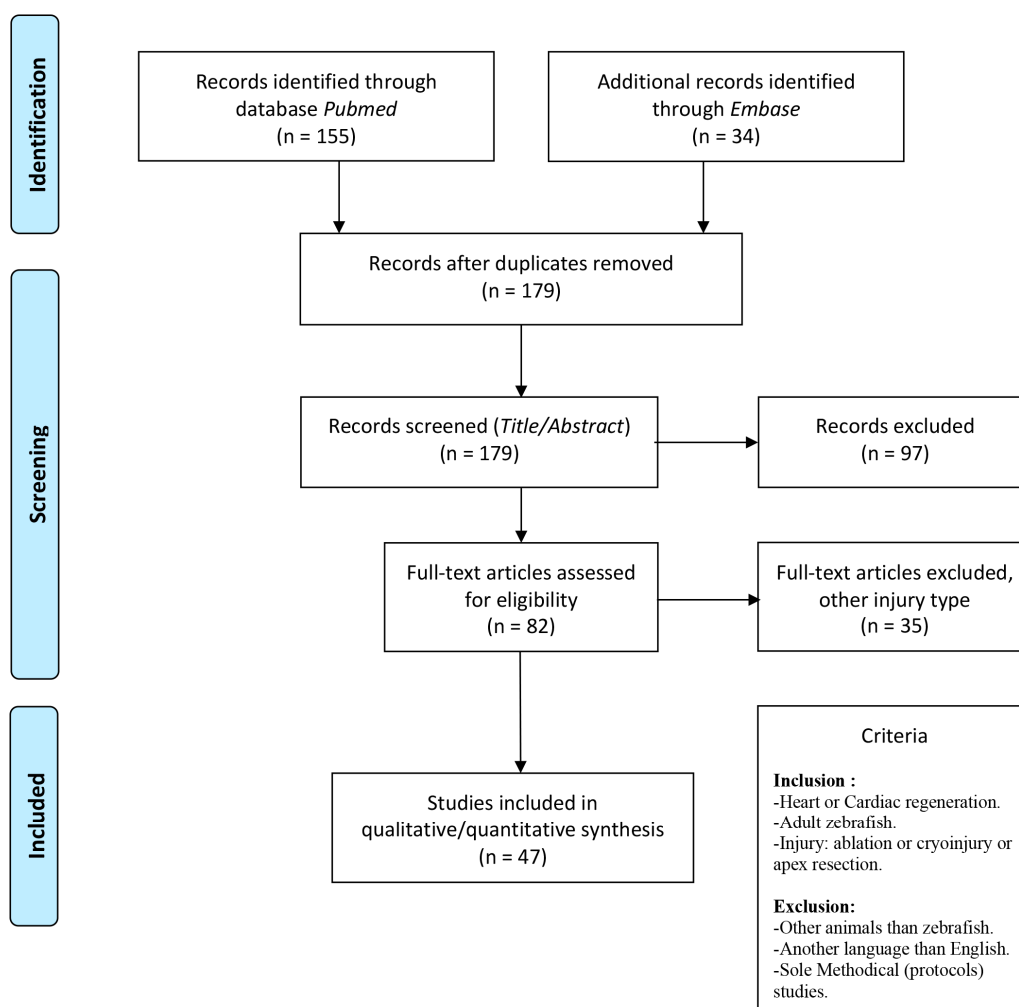 Identification
Records identified through
database Pubmed
(n = 155)
Additional records identified
through Embase
(n = 34)
Records after duplicates removed
(n = 179)
Screening
Records screened (Title/Abstract)
(n = 179)
Records excluded
(n = 97)
Full-text articles assessed
for eligibility
(n = 82)
Full-text articles excluded,
other injury type
(n = 35)
Included
Studies included in
qualitative/quantitative synthesis
(n = 47)
Criteria
Inclusion :
-Heart or Cardiac regeneration.
-Adult zebrafish.
-Injury: ablation or cryoinjury or
apex resection.
Exclusion:
-Other animals than zebrafish.
-Another language than English.
-Sole Methodical (protocols)
studies.